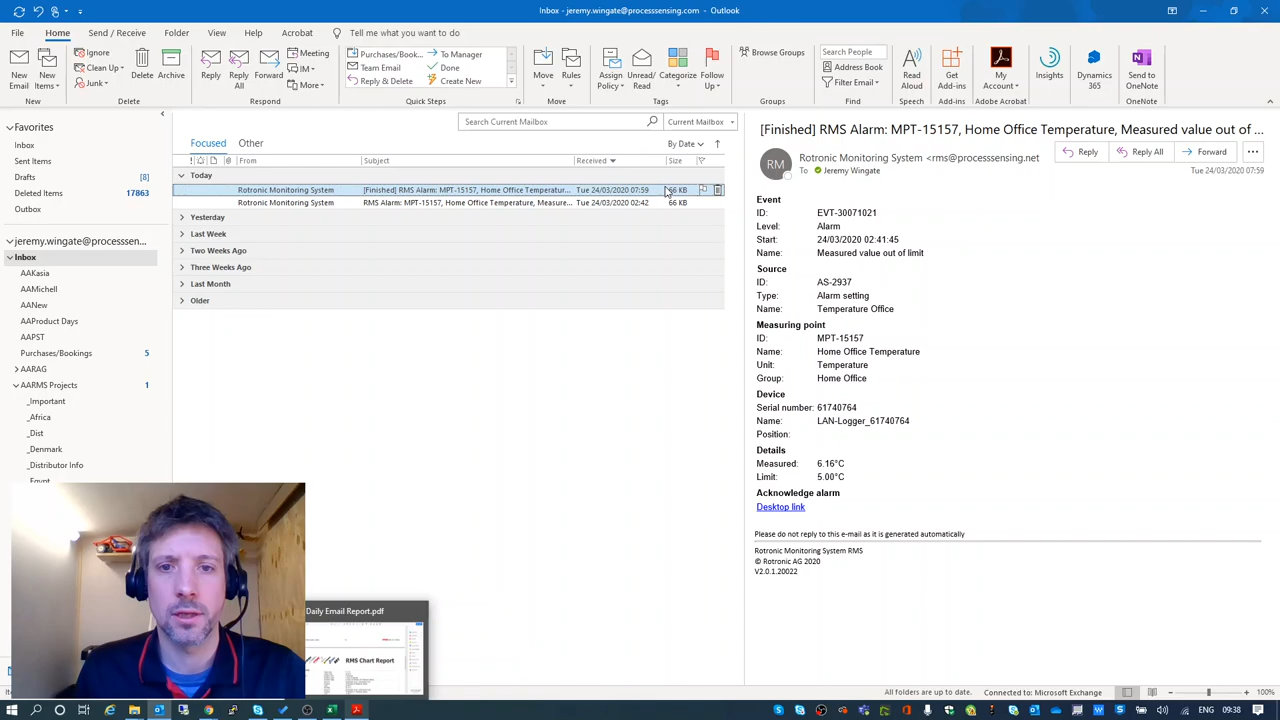 Inbox - jeremy.wingate@processsensing.com - Outlook
File Home Send / Receive Folder View Help Acrobat Tell me what you want to do
New Email
New Items
Ignore
Clean Up
Junk
Delete
Archive
Reply
Reply All
Forward
Meeting
IM
More
Purchases/Book...
Team Email
Reply & Delete
To Manager
Done
Create New
Move
Rules
Assign Policy
Unread/ Read
Categorize
Follow Up
Browse Groups
Search People
Address Book
Filter Email
Read Aloud
Get Add-ins
My Account
Insights
Dynamics 365
Send to OneNote
New Delete Respond Quick Steps Move Tags Groups Find Speech Add-ins Adobe Acrobat OneNote
Favorites
Inbox
Sent Items
Drafts [8]
Deleted Items 17863
Outbox
jeremy.wingate@processsen...
Inbox
AAKasia
AAMichell
AANew
AAProduct Days
AAPST
Purchases/Bookings 5
AARAG
AARMS Projects 1
_Important
_Africa
_Dist
_Denmark
_Distributor Info
_Egypt
Search Current Mailbox Current Mailbox
Focused Other By Date
From Subject Received Size
Today
Rotronic Monitoring System [Finished] RMS Alarm: MPT-15157, Home Office Temperatur... Tue 24/03/2020 07:59 66 KB
Rotronic Monitoring System RMS Alarm: MPT-15157, Home Office Temperature, Measure... Tue 24/03/2020 02:42 66 KB
Yesterday
Last Week
Two Weeks Ago
Three Weeks Ago
Last Month
Older
[Finished] RMS Alarm: MPT-15157, Home Office Temperature, Measured value out of ...
RM
Rotronic Monitoring System <rms@processsensing.net
To Jeremy Wingate
Reply Reply All Forward
Tue 24/03/2020 07:59
Event
ID: EVT-30071021
Level: Alarm
Start: 24/03/2020 02:41:45
Name: Measured value out of limit
Source
ID: AS-2937
Type: Alarm setting
Name: Temperature Office
Measuring point
ID: MPT-15157
Name: Home Office Temperature
Unit: Temperature
Group: Home Office
Device
Serial number: 61740764
Name: LAN-Logger_61740764
Position:
Details
Measured: 6.16°C
Limit: 5.00°C
Acknowledge alarm
Desktop link
Please do not reply to this e-mail as it is generated automatically
Rotronic Monitoring System RMS
© Rotronic AG 2020
V2.0.1.20022
Daily Email Report.pdf
RMS Chart Report
All folders are up to date. Connected to: Microsoft Exchange 100%
ENG 09:38